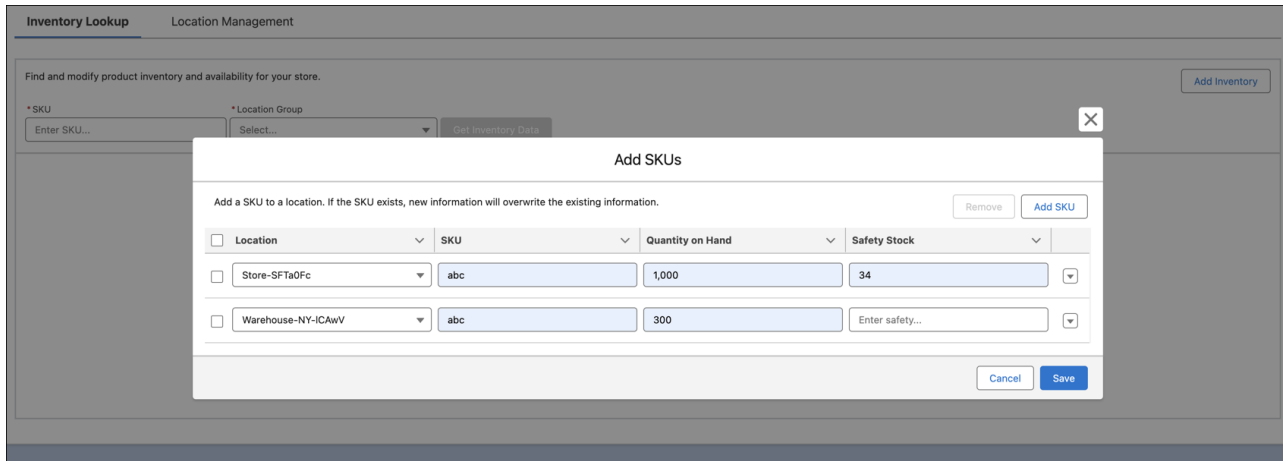 Inventory Lookup Location Management
Find and modify product inventory and availability for your store.
Add Inventory
*SKU *Location Group
Enter SKU... Select... Get Inventory Data
Add SKUs
Add a SKU to a location. If the SKU exists, new information will overwrite the existing information.
Remove Add SKU
Location SKU Quantity on Hand Safety Stock
Store-SFTa0Fc abc 1,000 34
Warehouse-NY-ICAwV abc 300 Enter safety...
Cancel Save